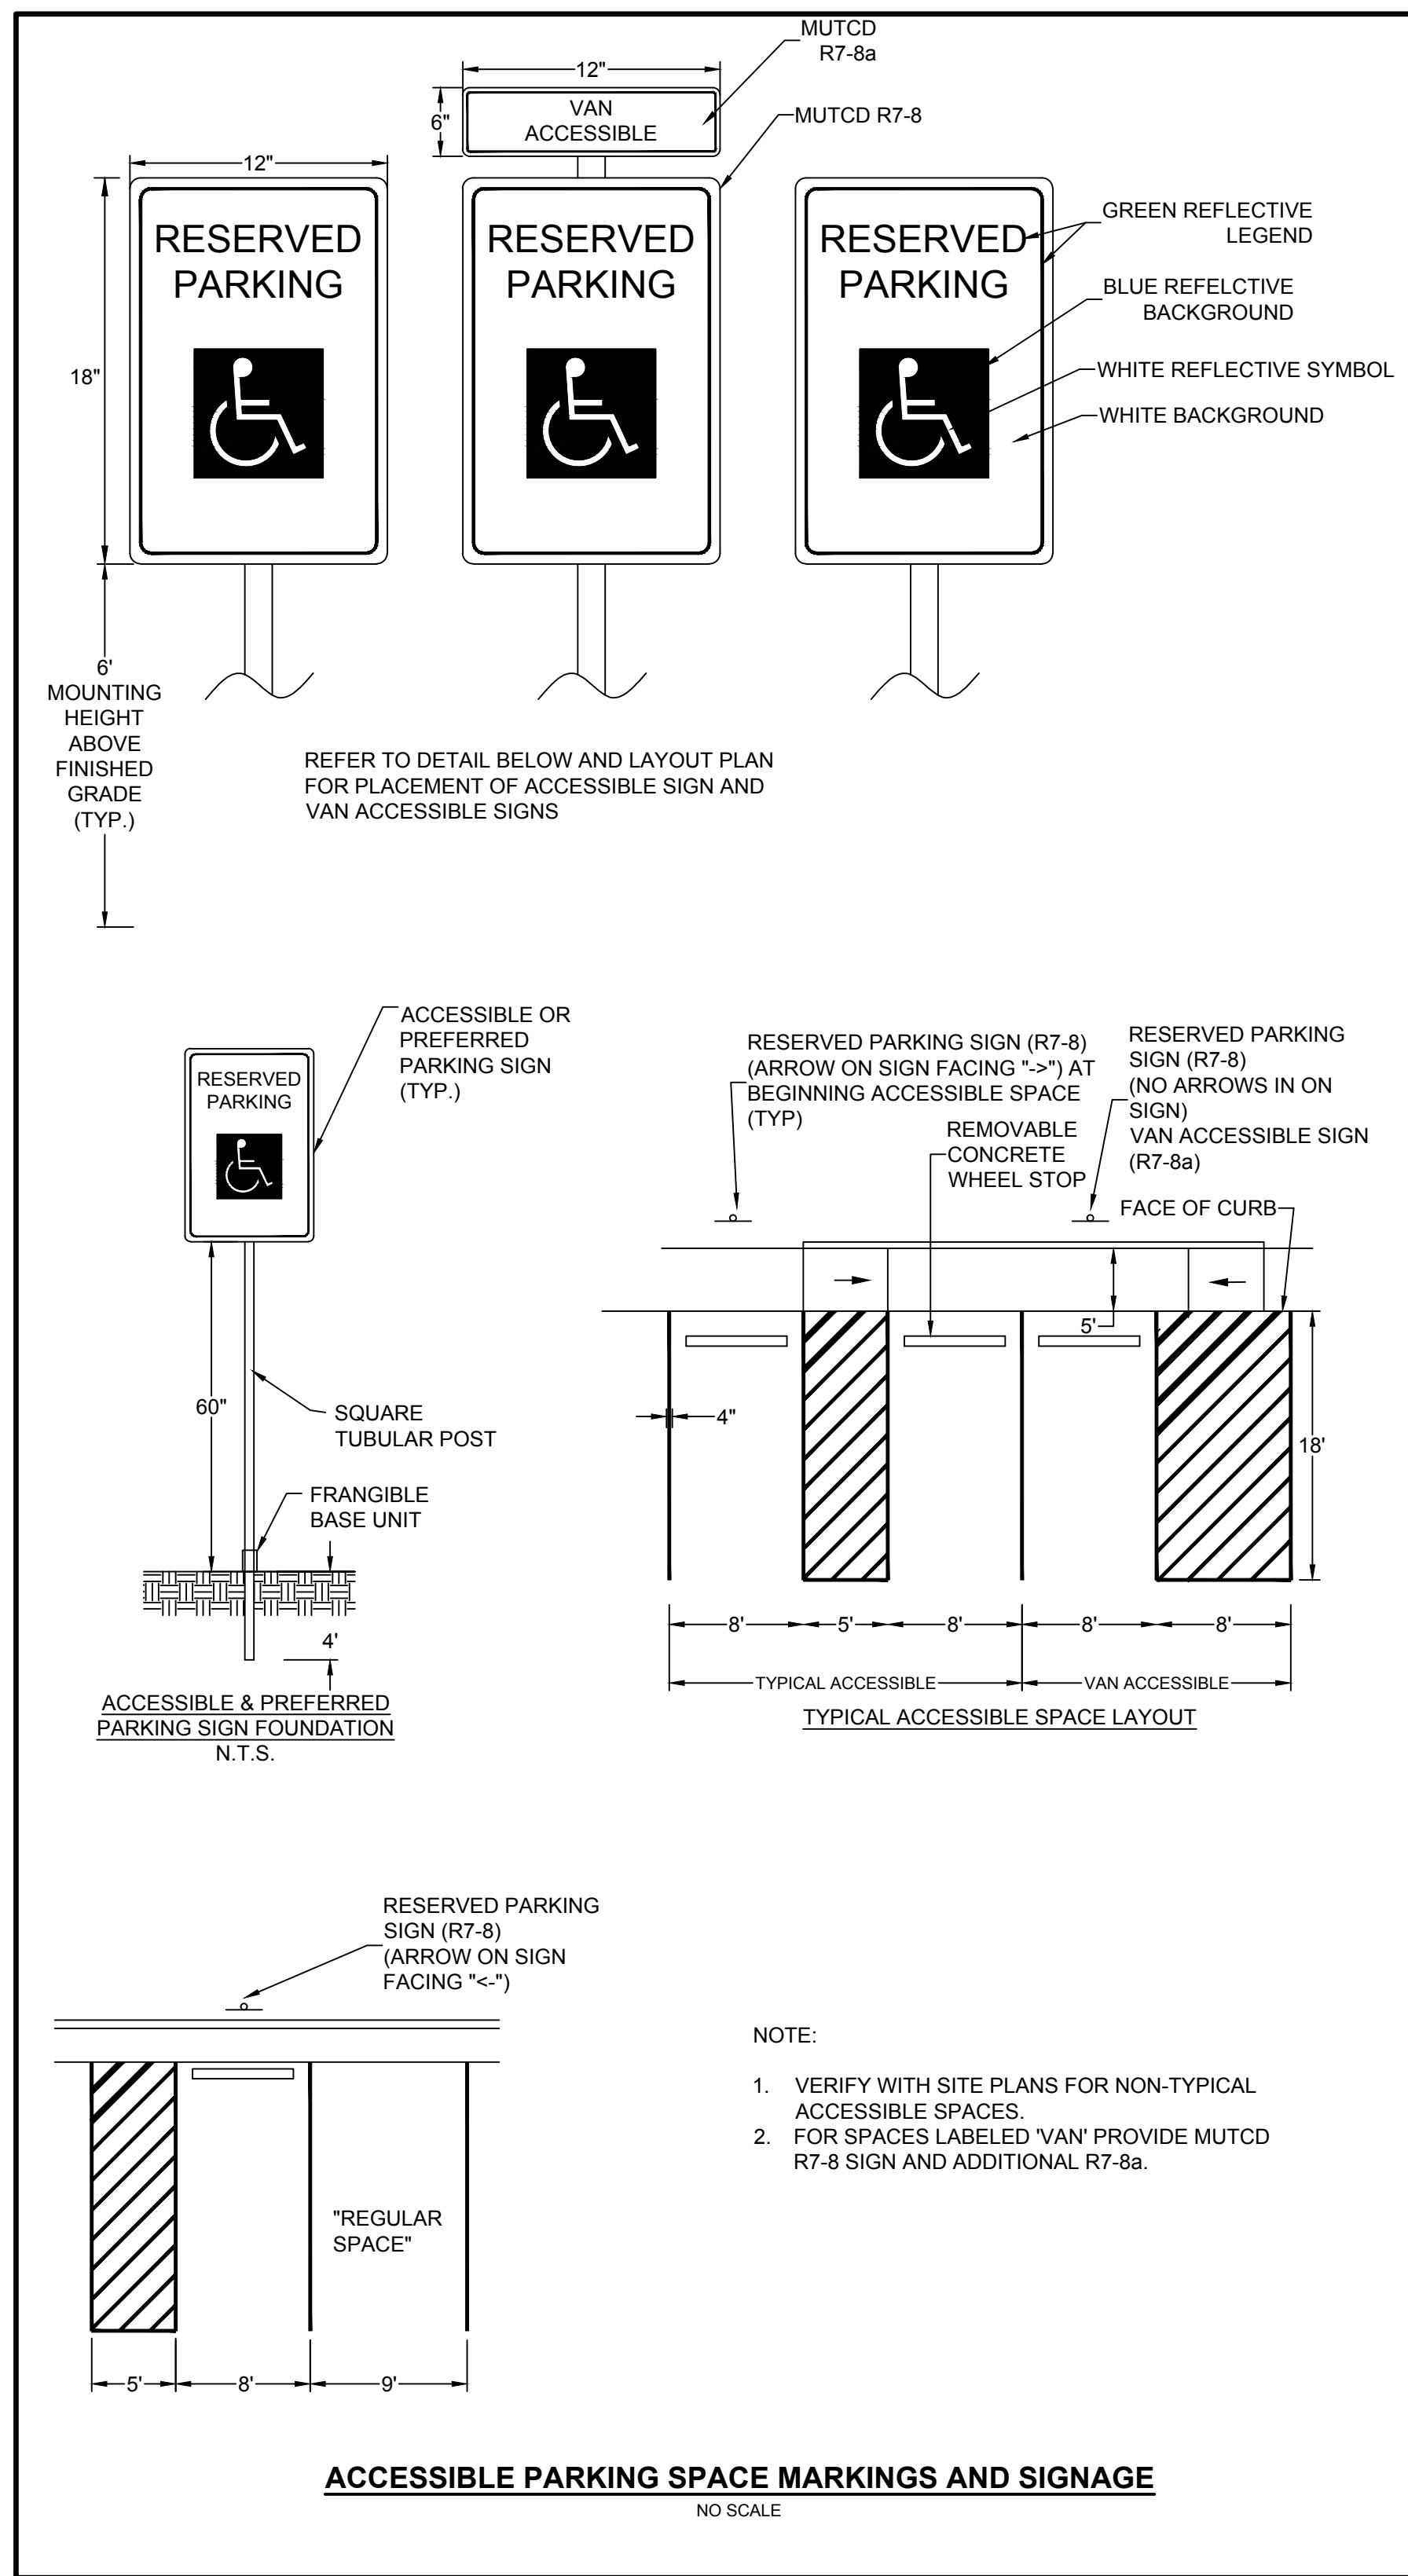 MUTCD
R7-8a
12"
6"
VAN
ACCESSIBLE
MUTCD R7-8
12"
18"
RESERVED
PARKING
RESERVED
PARKING
RESERVED
PARKING
GREEN REFLECTIVE
LEGEND
BLUE REFELCTIVE
BACKGROUND
WHITE REFLECTIVE SYMBOL
WHITE BACKGROUND
6'
MOUNTING
HEIGHT
ABOVE
FINISHED
GRADE
(TYP.)
REFER TO DETAIL BELOW AND LAYOUT PLAN
FOR PLACEMENT OF ACCESSIBLE SIGN AND
VAN ACCESSIBLE SIGNS
RESERVED
PARKING
ACCESSIBLE OR
PREFERRED
PARKING SIGN
(TYP.)
60"
SQUARE
TUBULAR POST
FRANGIBLE
BASE UNIT
4'
ACCESSIBLE & PREFERRED
PARKING SIGN FOUNDATION
N.T.S.
RESERVED PARKING SIGN (R7-8)
(ARROW ON SIGN FACING "->") AT
BEGINNING ACCESSIBLE SPACE
(TYP)
REMOVABLE
CONCRETE
WHEEL STOP
RESERVED PARKING
SIGN (R7-8)
(NO ARROWS IN ON
SIGN)
VAN ACCESSIBLE SIGN
(R7-8a)
FACE OF CURB
5'
4"
18'
8'
5'
8'
8'
8'
TYPICAL ACCESSIBLE
VAN ACCESSIBLE
TYPICAL ACCESSIBLE SPACE LAYOUT
RESERVED PARKING
SIGN (R7-8)
(ARROW ON SIGN
FACING "<-")
"REGULAR
SPACE"
5'
8'
9'
NOTE:
1. VERIFY WITH SITE PLANS FOR NON-TYPICAL
ACCESSIBLE SPACES.
2. FOR SPACES LABELED 'VAN' PROVIDE MUTCD
R7-8 SIGN AND ADDITIONAL R7-8a.
ACCESSIBLE PARKING SPACE MARKINGS AND SIGNAGE
NO SCALE